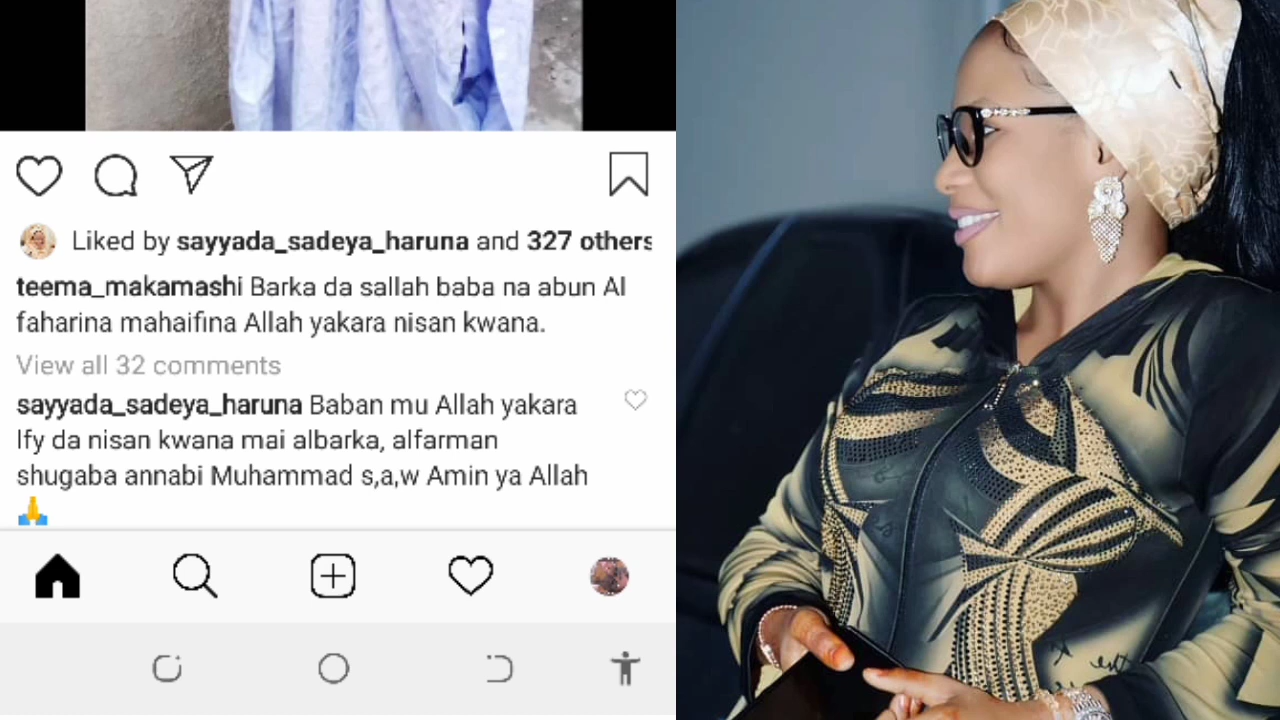 Liked by sayyada_sadeya_haruna and 327 others
teema_makamashi Barka da sallah baba na abun Al
faharina mahaifina Allah yakara nisan kwana.
View all 32 comments
sayyada_sadeya_haruna Baban mu Allah yakara
lfy da nisan kwana mai albarka, alfarman
shugaba annabi Muhammad s,a,w Amin ya Allah
🙏